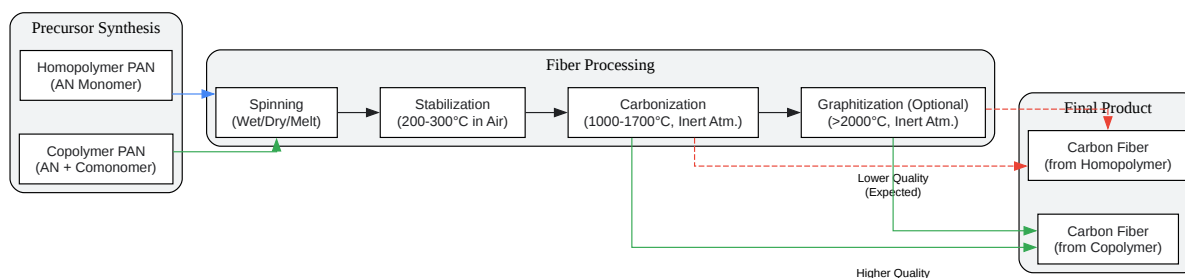 Precursor Synthesis
Homopolymer PAN
(AN Monomer)
Copolymer PAN
(AN + Comonomer)
Fiber Processing
Spinning
(Wet/Dry/Melt)
Stabilization
(200-300°C in Air)
Carbonization
(1000-1700°C, Inert Atm.)
Graphitization (Optional)
(>2000°C, Inert Atm.)
Lower Quality
(Expected)
Higher Quality
Final Product
Carbon Fiber
(from Homopolymer)
Carbon Fiber
(from Copolymer)